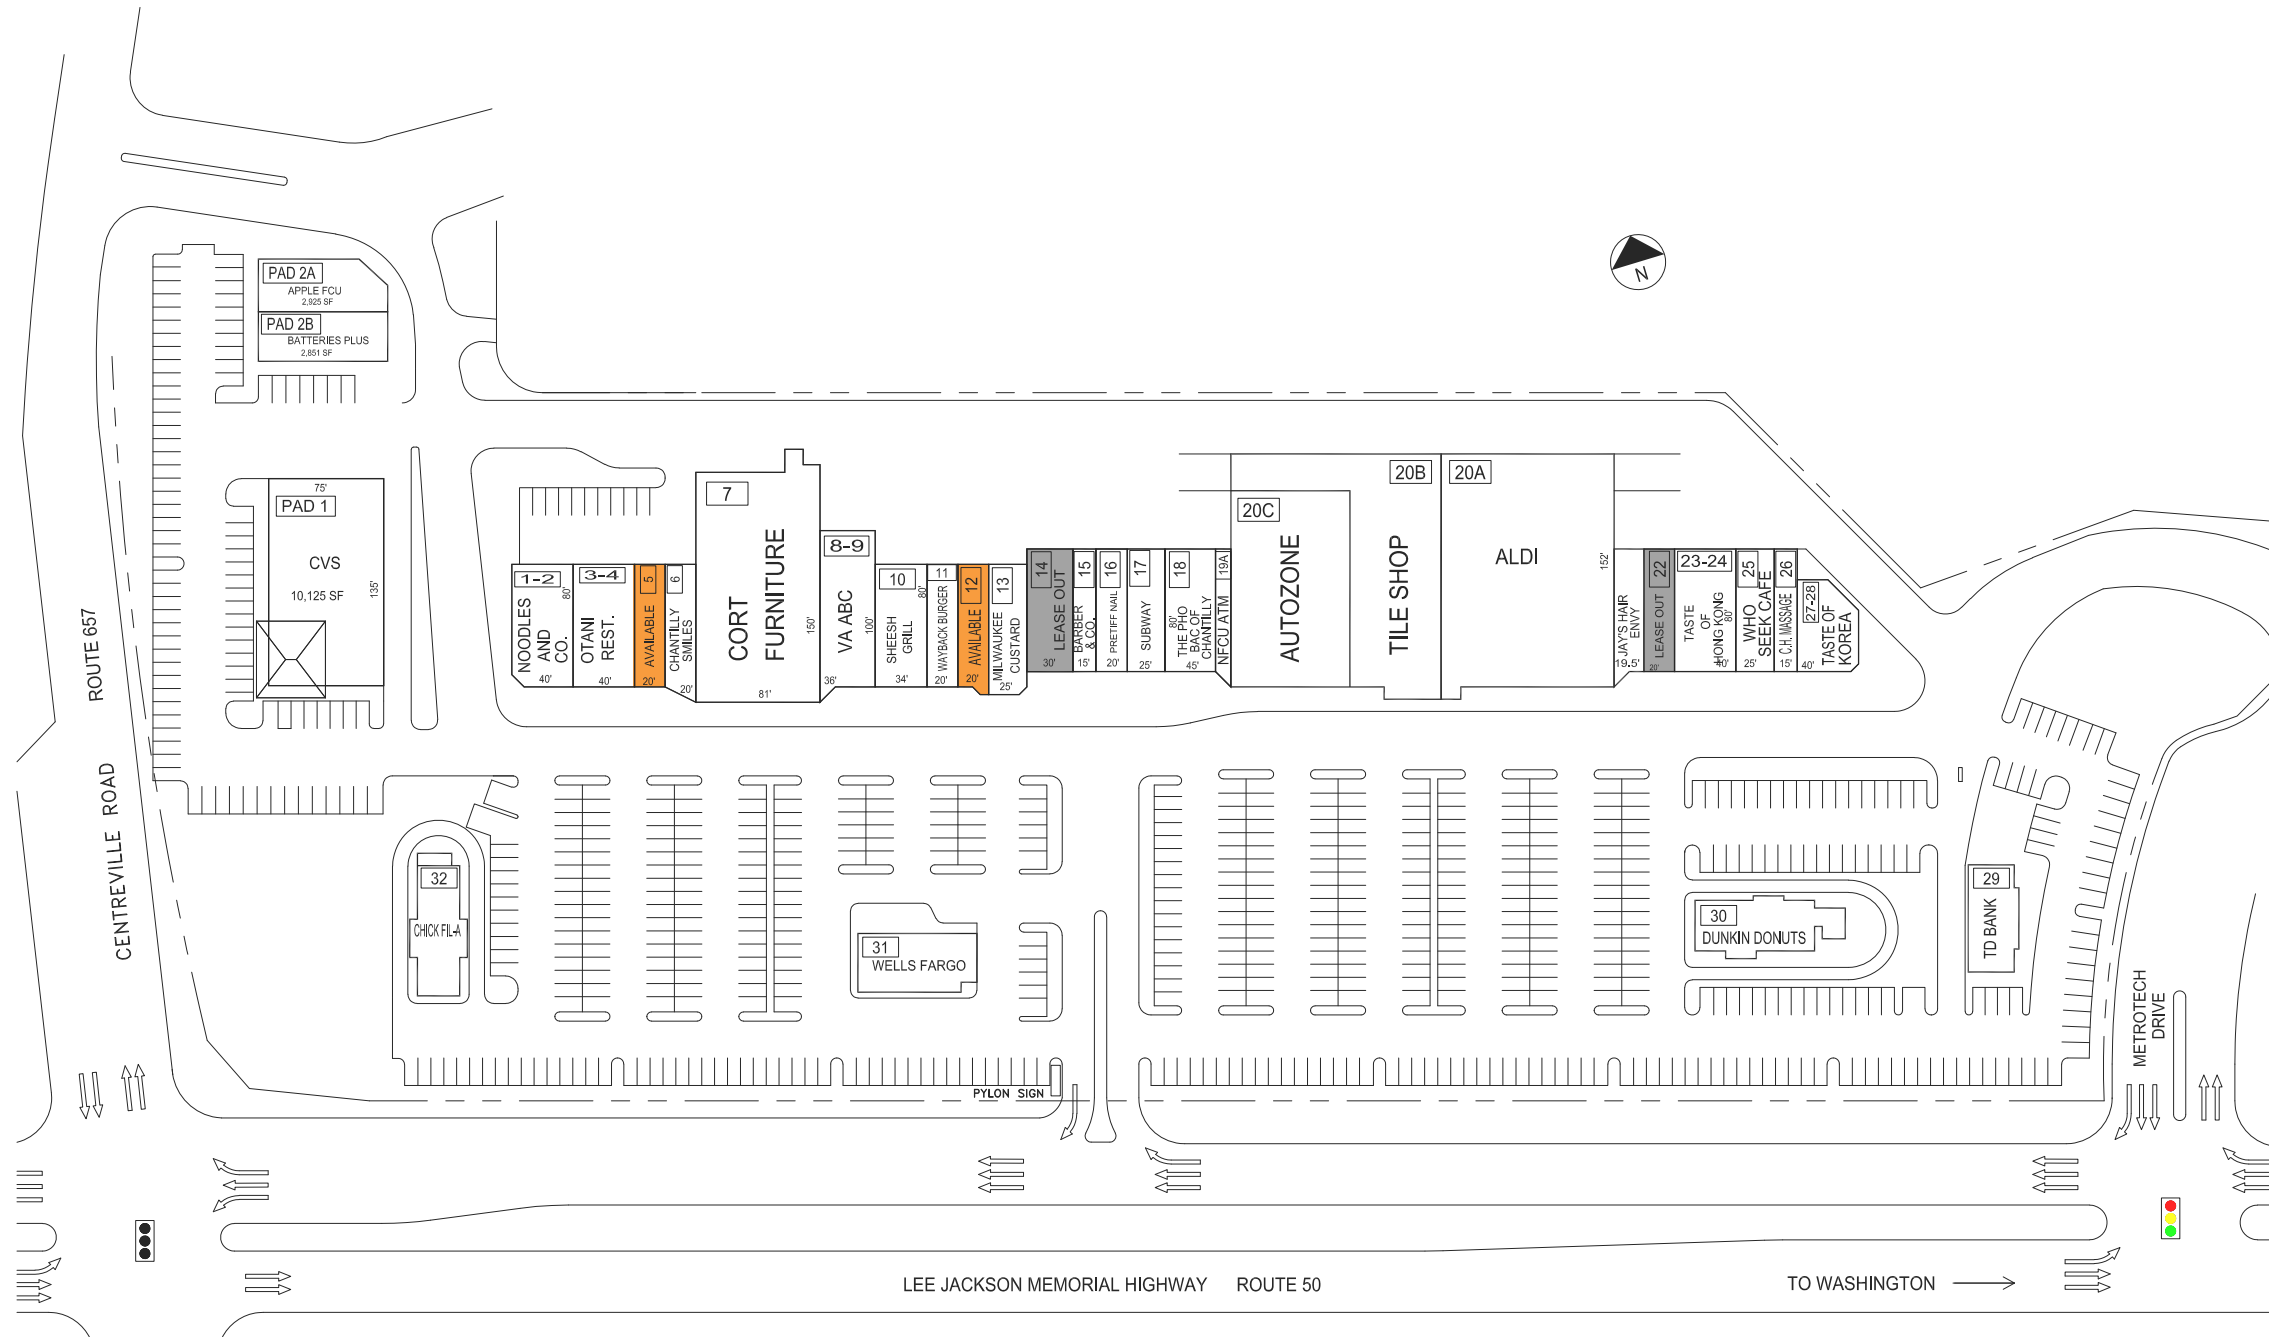 PAD 2A
APPLE FCU
2,925 SF
PAD 2B
BATTERIES PLUS
2,851 SF
N
ROUTE 657
CENTREVILLE ROAD
75'
PAD 1
CVS
10,125 SF
135'
1-2
NOODLES
AND
CO.
80'
40'
3-4
OTANI
REST.
40'
5
AVAILABLE
20'
6
CHANTILLY
SMILES
20'
7
CORT
FURNITURE
150'
81'
8-9
VA ABC
100'
36'
10
SHEESH
GRILL
80'
34'
11
WAYBACK BURGER
20'
12
AVAILABLE
20'
13
MILWAUKEE
CUSTARD
25'
14
LEASE OUT
30'
15
BARBER
& CO.
15'
16
PRETIFF NAIL
20'
17
SUBWAY
25'
18
THE PHO
BAC OF
CHANTILLY
80'
45'
19A
NFCU ATM
20C
AUTOZONE
20B
TILE SHOP
20A
ALDI
152'
JAY'S HAIR
ENVY
19.5'
22
LEASE OUT
20'
23-24
TASTE
OF
HONG KONG
80'
40'
25
WHO
SEEK CAFE
25'
26
C.H. MASSAGE
15'
27-28
TASTE OF
KOREA
40'
32
CHICK FIL-A
31
WELLS FARGO
30
DUNKIN DONUTS
29
TD BANK
METROTECH
DRIVE
PYLON SIGN
LEE JACKSON MEMORIAL HIGHWAY ROUTE 50
TO WASHINGTON